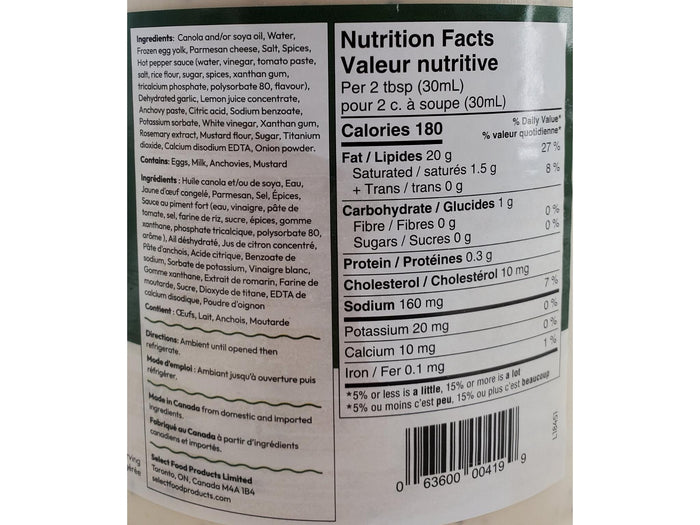 Ingredients: Canola and/or soya oil, Water,
Frozen egg yolk, Parmesan cheese, Salt, Spices,
Hot pepper sauce (water, vinegar, tomato paste,
salt, rice flour, sugar, spices, xanthan gum,
tricalcium phosphate, polysorbate 80, flavour),
Dehydrated garlic, Lemon juice concentrate,
Anchovy paste, Citric acid, Sodium benzoate,
Potassium sorbate, White vinegar, Xanthan gum,
Rosemary extract, Mustard flour, Sugar, Titanium
dioxide, Calcium disodium EDTA, Onion powder.
Contains: Eggs, Milk, Anchovies, Mustard
Ingrédients : Huile canola et/ou de soya, Eau,
Jaune d'œuf congelé, Parmesan, Sel, Épices,
Sauce au piment fort (eau, vinaigre, pâte de
tomate, sel, farine de riz, sucre, épices, gomme
xanthane, phosphate tricalcique, polysorbate 80,
arôme), Ail déshydraté, Jus de citron concentré,
Pâte d'anchois, Acide citrique, Benzoate de
sodium, Sorbate de potassium, Vinaigre blanc,
Gomme xanthane, Extrait de romarin, Farine de
moutarde, Sucre, Dioxyde de titane, EDTA de
calcium disodique, Poudre d'oignon
Contient : Œufs, Lait, Anchois, Moutarde
Directions: Ambient until opened then
refrigerate.
Mode d'emploi : Ambiant jusqu'à ouverture puis
réfrigérer.
Made in Canada from domestic and imported
ingredients.
Fabriqué au Canada à partir d'ingrédients
canadiens et importés.
Select Food Products Limited
Toronto, ON, Canada M4A 1B4
selectfoodproducts.com
Nutrition Facts
Valeur nutritive
Per 2 tbsp (30mL)
pour 2 c. à soupe (30mL)
Calories 180
% Daily Value*
% valeur quotidienne*
Fat / Lipides 20 g 27 %
Saturated / saturés 1.5 g 8 %
+ Trans / trans 0 g
Carbohydrate / Glucides 1 g
Fibre / Fibres 0 g 0 %
Sugars / Sucres 0 g 0 %
Protein / Protéines 0.3 g
Cholesterol / Cholestérol 10 mg
Sodium 160 mg 7 %
Potassium 20 mg 0 %
Calcium 10 mg 0 %
Iron / Fer 0.1 mg 1 %
*5% or less is a little, 15% or more is a lot
*5% ou moins c'est peu, 15% ou plus c'est beaucoup
0 63600 00419 9